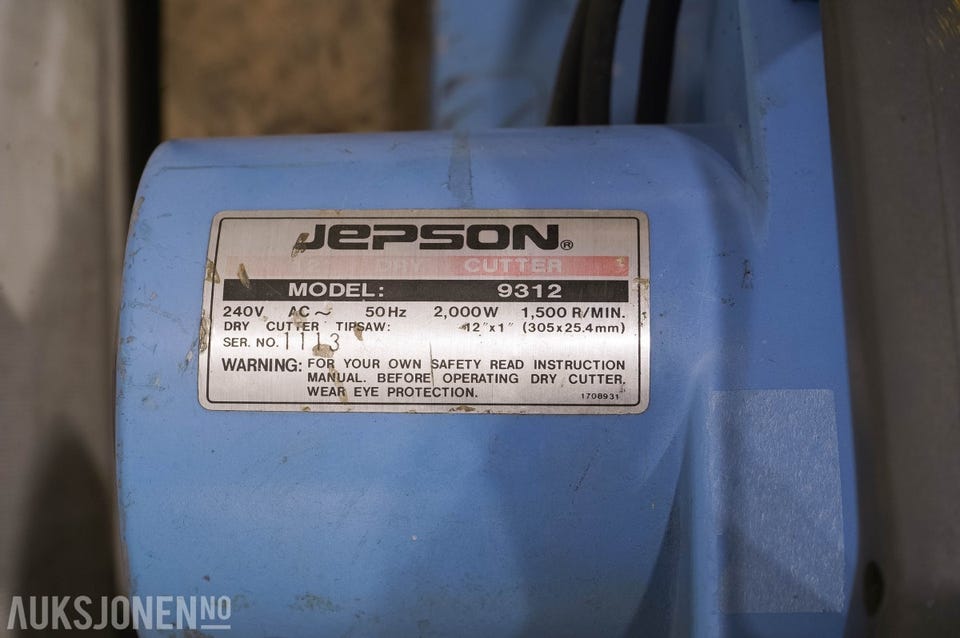 JEPSON®
DRY CUTTER
MODEL: 9312
240V AC ~ 50Hz 2,000W 1,500 R/MIN.
DRY CUTTER TIPSAW: 12"x1" (305x25.4mm)
SER. NO. 1113
WARNING: FOR YOUR OWN SAFETY READ INSTRUCTION
MANUAL. BEFORE OPERATING DRY CUTTER.
WEAR EYE PROTECTION.
1708931
AUKSJONEN.NO